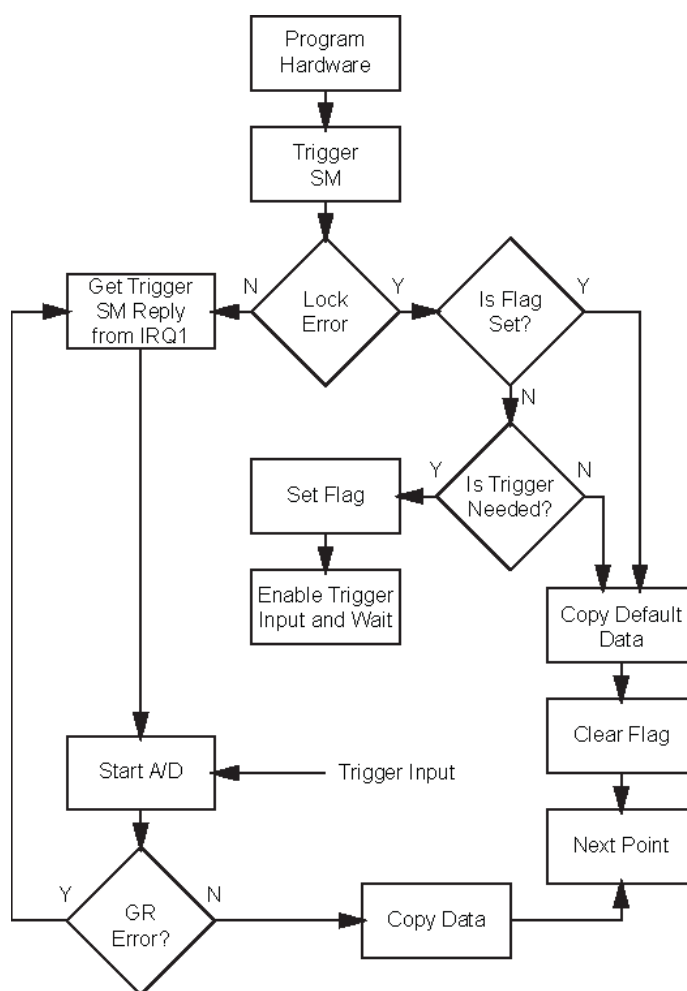 Program
Hardware
Trigger
SM
Lock
Error
N
Y
Get Trigger
SM Reply
from IRQ1
Is Flag
Set?
Y
N
Is Trigger
Needed?
Y
N
Set Flag
Enable Trigger
Input and Wait
Copy Default
Data
Clear Flag
Next Point
Start A/D
Trigger Input
GR
Error?
Y
N
Copy Data